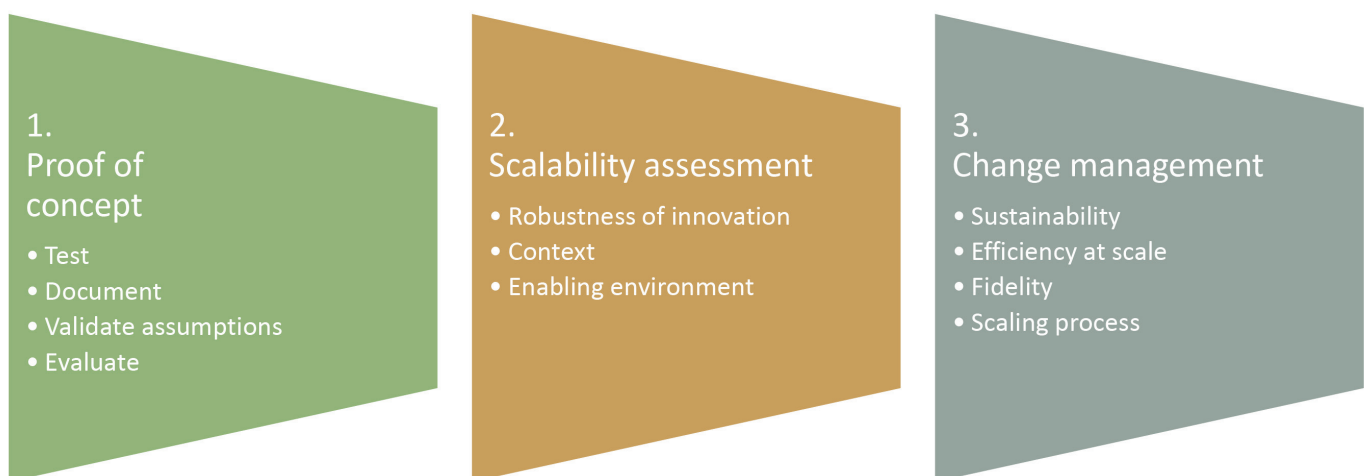 1.
Proof of
concept
• Test
• Document
• Validate assumptions
• Evaluate
2.
Scalability assessment
• Robustness of innovation
• Context
• Enabling environment
3.
Change management
• Sustainability
• Efficiency at scale
• Fidelity
• Scaling process